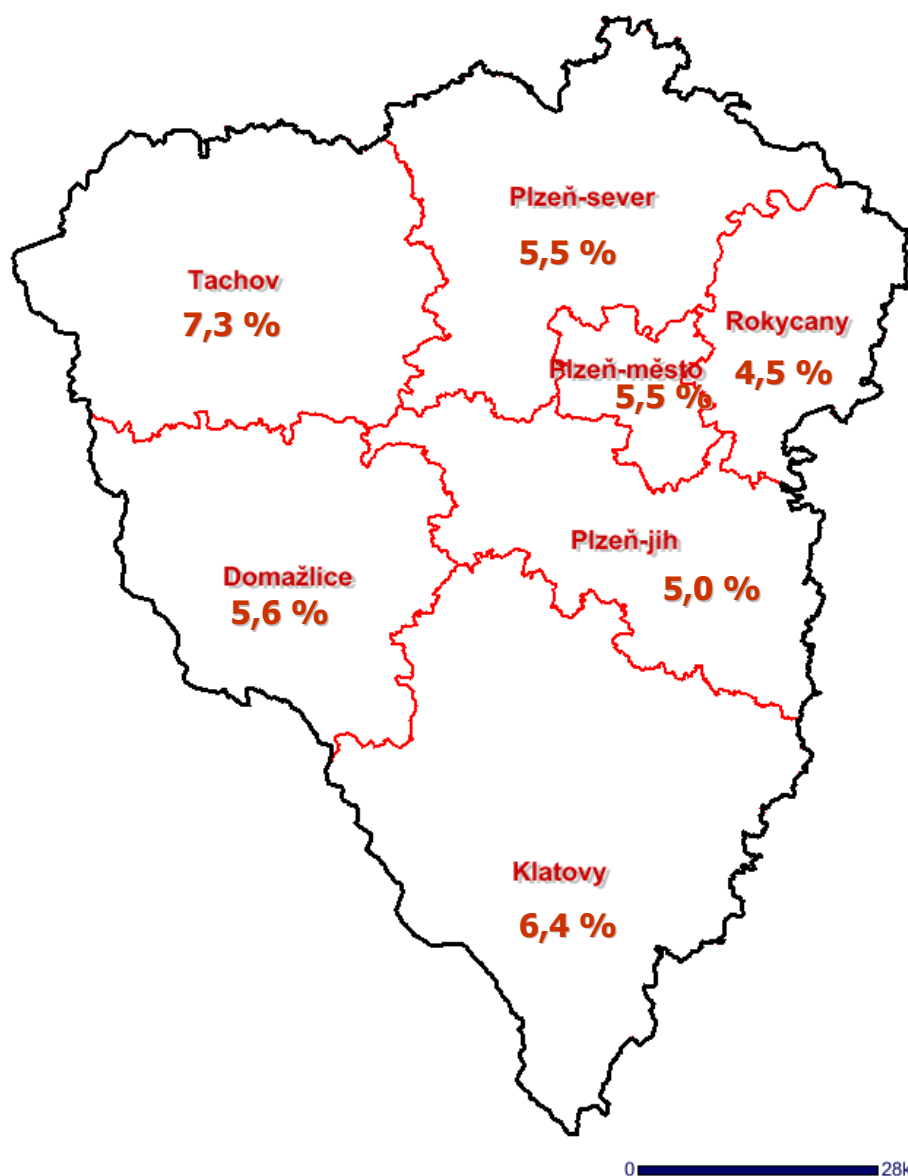 Plzeň-sever
5,5 %
Tachov
7,3 %
Rokycany
4,5 %
Plzeň-město
5,5 %
Plzeň-jih
5,0 %
Domažlice
5,6 %
Klatovy
6,4 %
0 28k